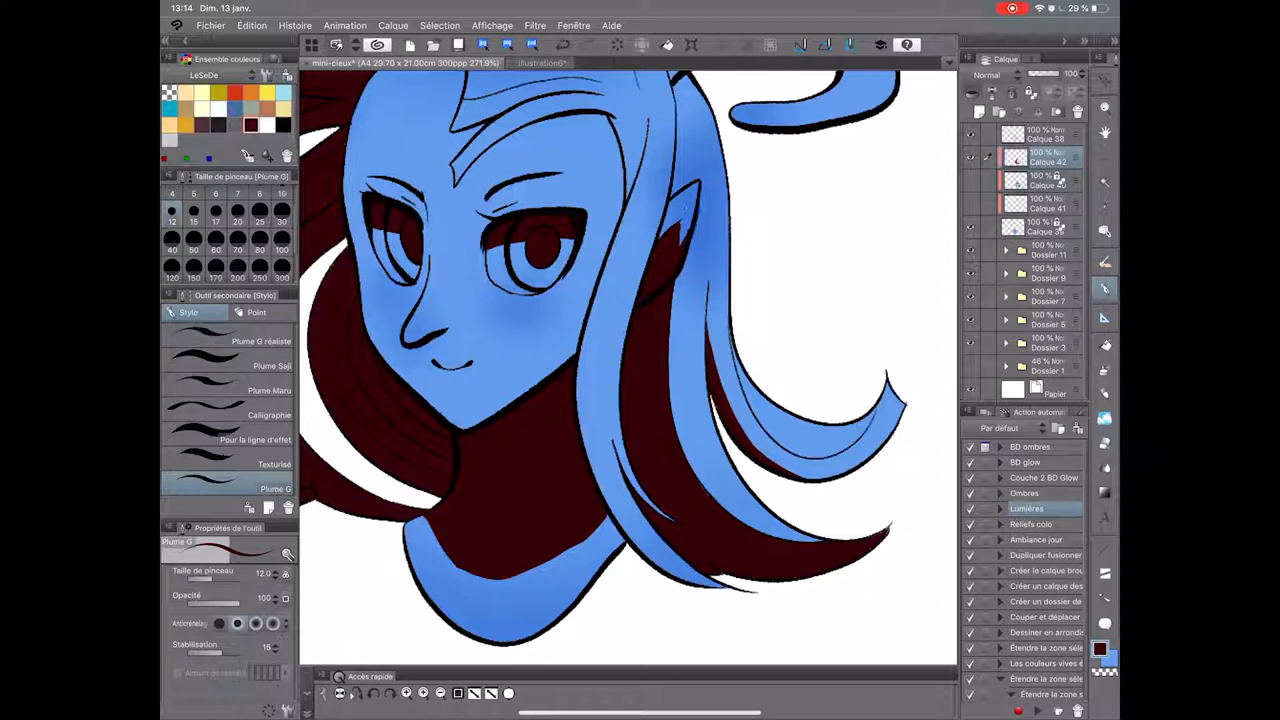 13:14 Dim. 13 janv.
29 %
Fichier Édition Histoire Animation Calque Sélection Affichage Filtre Fenêtre Aide
mini-cieux* (A4 29.70 x 21.00cm 300ppp 271.9%)
Illustration6*
Ensemble couleurs
LeSeDe
Taille de pinceau [Plume G]
4 5 6 7 8 10
12 15 17 20 25 30
40 50 60 70 80 100
120 150 170 200 250 300
Outil secondaire [Stylo]
Stylo Point
Plume G réaliste
Plume Saji
Plume Maru
Calligraphie
Pour la ligne d'effet
Texturisé
Plume G
Propriétés de l'outil
Plume G
Taille de pinceau 12.0
Opacité 100
Anticrénelag
Stabilisation 15
Accès rapide
Calque
Normal 100
Calque 38
Calque 42
Calque 41
Dossier 11
Dossier 9
Dossier 7
Dossier 5
Dossier 3
46 %
Dossier 1
Papier
Action automa
Par défaut
BD ombres
BD glow
Couche 2 BD Glow
Ombres
Lumières
Reliefs colo
Ambiance jour
Dupliquer fusionner
Créer le calque brou
Créer un calque des
Créer un dossier de
Couper et déplacer
Dessiner en arrondis
Étendre la zone séle
Les couleurs vives é
Étendre la zone séle
Étendre la zone s